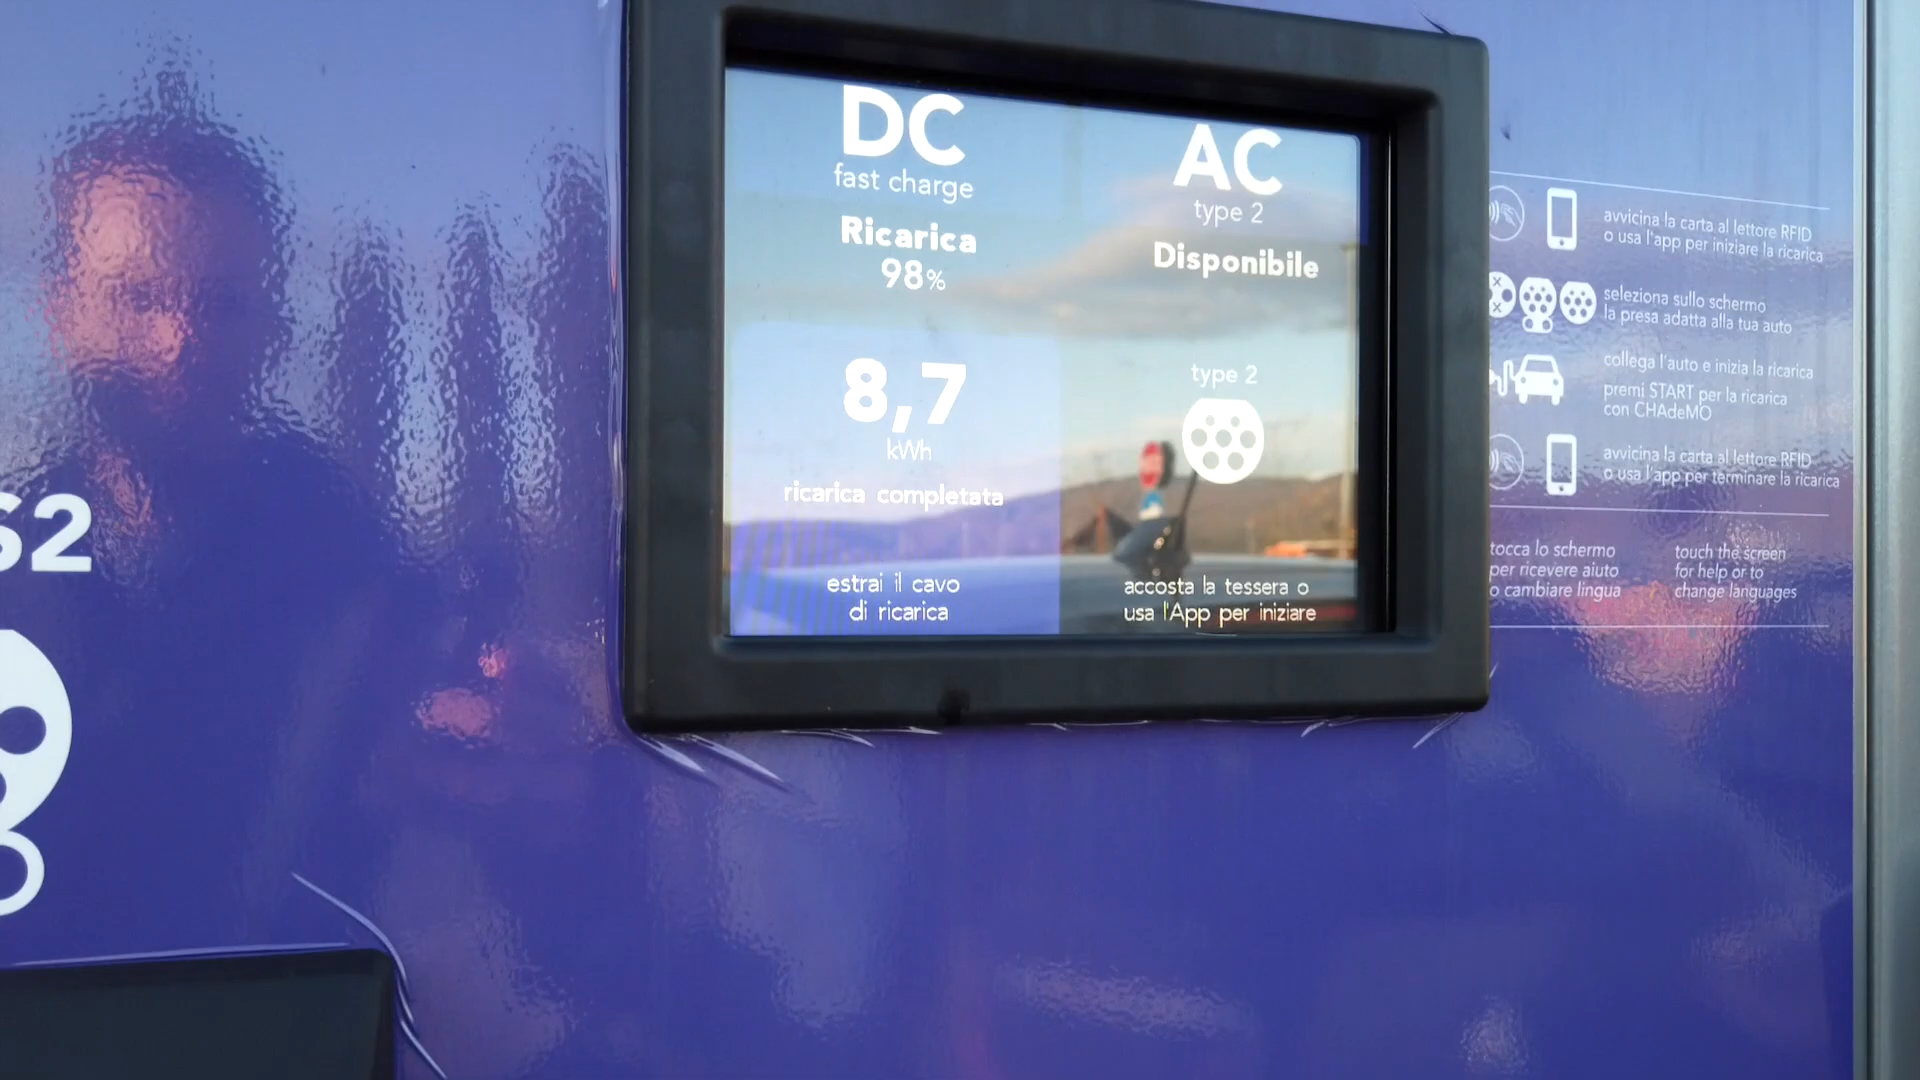 S2
DC
fast charge
Ricarica
98%
8,7
kWh
ricarica completata
estrai il cavo
di ricarica
AC
type 2
Disponibile
type 2
accosta la tessera o
usa l'App per iniziare
avvicina la carta al lettore RFID
o usa l'app per iniziare la ricarica
seleziona sullo schermo
la presa adatta alla tua auto
collega l'auto e inizia la ricarica
premi START per la ricarica
con CHAdeMO
avvicina la carta al lettore RFID
o usa l'app per terminare la ricarica
tocca lo schermo
per ricevere aiuto
o cambiare lingua
touch the screen
for help or to
change languages